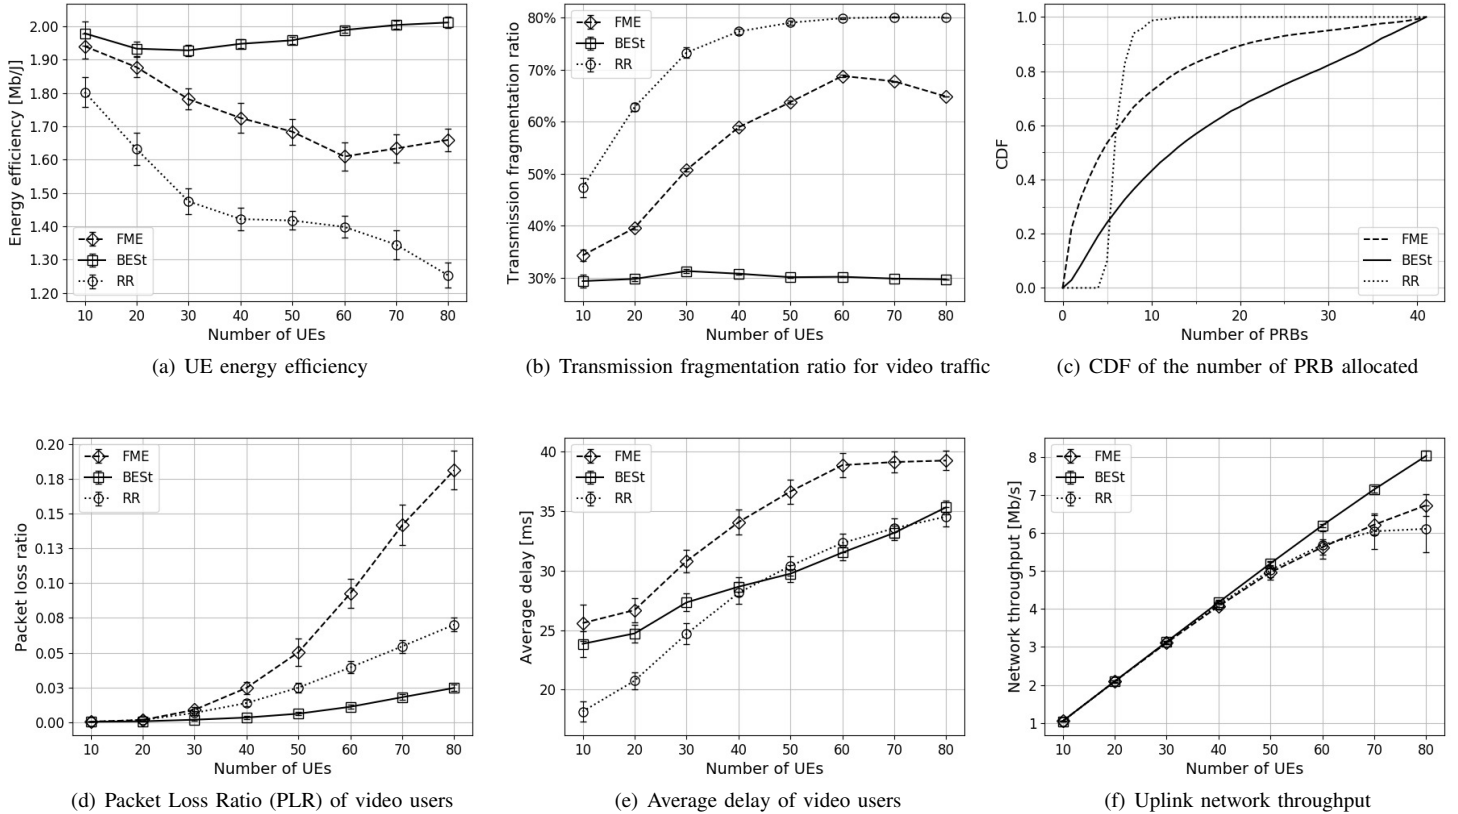 2.00
1.90
1.80
1.70
1.60
1.50
1.40
1.30
1.20
Energy efficiency [Mb/J]
FME
BESt
RR
10 20 30 40 50 60 70 80
Number of UEs
(a) UE energy efficiency
80%
70%
60%
50%
40%
30%
Transmission fragmentation ratio
FME
BESt
RR
10 20 30 40 50 60 70 80
Number of UEs
(b) Transmission fragmentation ratio for video traffic
1.0
0.8
0.6
0.4
0.2
0.0
CDF
FME
BESt
RR
0 10 20 30 40
Number of PRBs
(c) CDF of the number of PRB allocated
0.20
0.18
0.15
0.13
0.10
0.08
0.05
0.03
0.00
Packet loss ratio
FME
BESt
RR
10 20 30 40 50 60 70 80
Number of UEs
(d) Packet Loss Ratio (PLR) of video users
40
35
30
25
20
Average delay [ms]
FME
BESt
RR
10 20 30 40 50 60 70 80
Number of UEs
(e) Average delay of video users
8
7
6
5
4
3
2
1
Network throughput [Mb/s]
FME
BESt
RR
10 20 30 40 50 60 70 80
Number of UEs
(f) Uplink network throughput